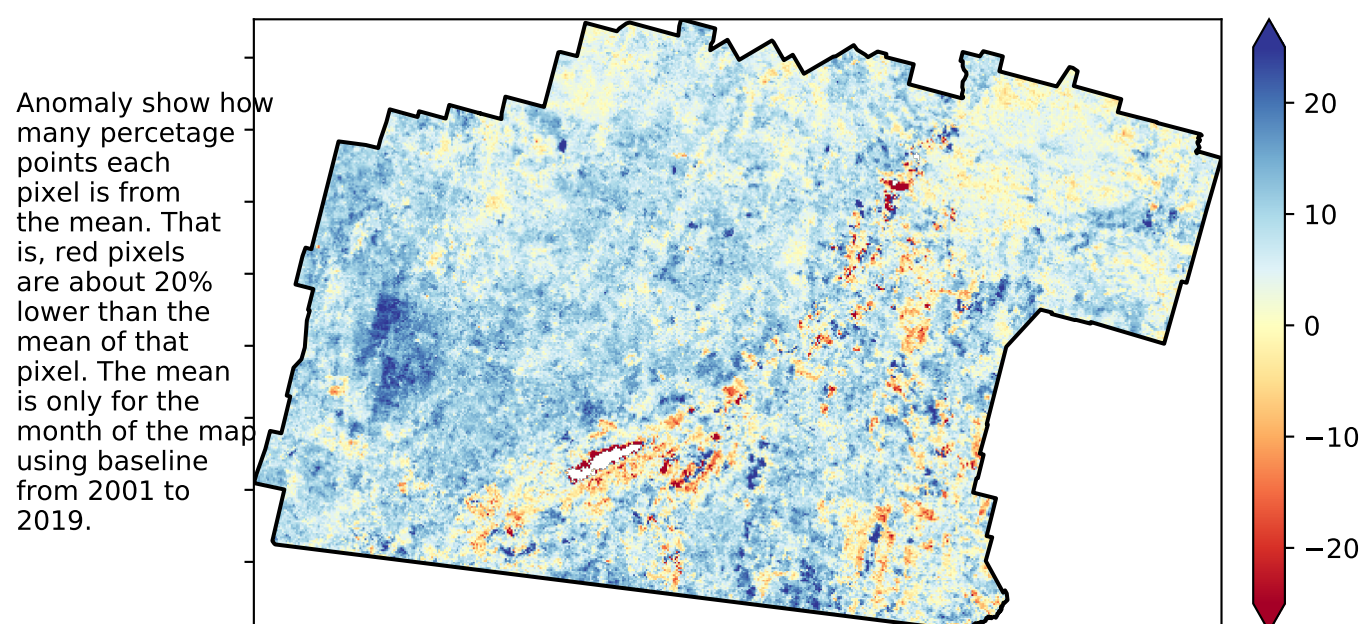 Anomaly show how
many percetage
points each
pixel is from
the mean. That
is, red pixels
are about 20%
lower than the
mean of that
pixel. The mean
is only for the
month of the map
using baseline
from 2001 to
2019.
20
10
0
−10
−20